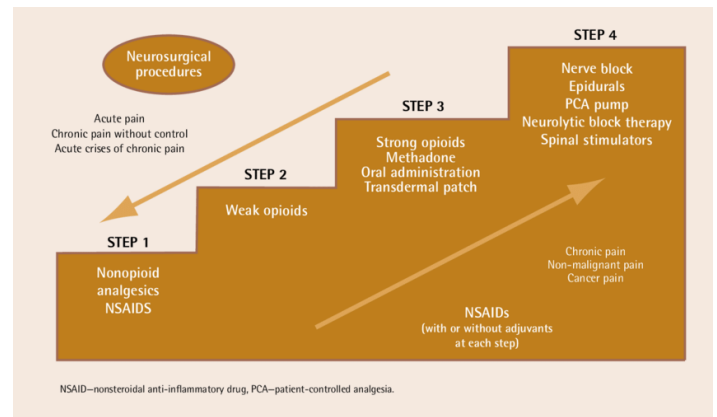 Neurosurgical
procedures
Acute pain
Chronic pain without control
Acute crises of chronic pain
STEP 1
Nonopioid
analgesics
NSAIDS
STEP 2
Weak opioids
STEP 3
Strong opioids
Methadone
Oral administration
Transdermal patch
STEP 4
Nerve block
Epidurals
PCA pump
Neurolytic block therapy
Spinal stimulators
Chronic pain
Non-malignant pain
Cancer pain
NSAIDs
(with or without adjuvants
at each step)
NSAID—nonsteroidal anti-inflammatory drug, PCA—patient-controlled analgesia.